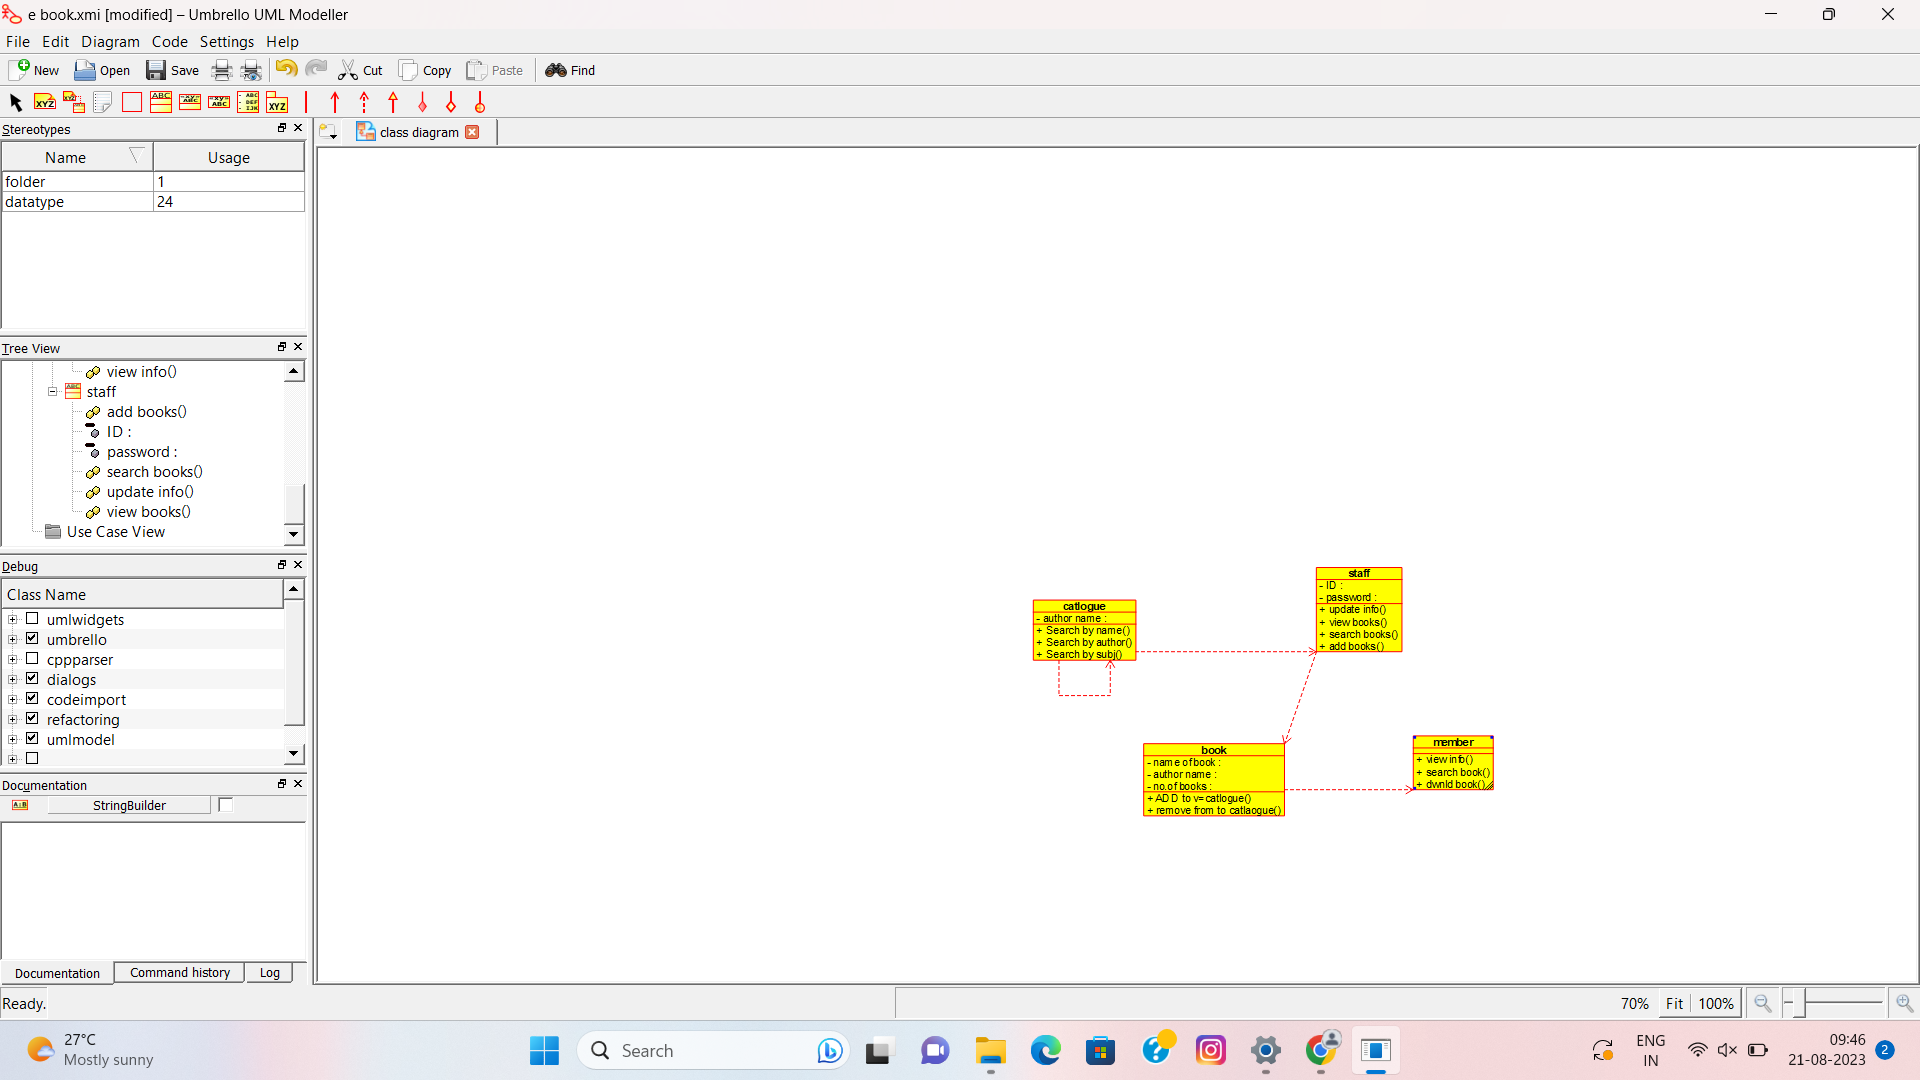 e book.xmi [modified] – Umbrello UML Modeller
File Edit Diagram Code Settings Help
New Open Save Cut Copy Paste Find
Stereotypes
class diagram
Name Usage
folder 1
datatype 24
Tree View
view info()
staff
add books()
ID :
password :
search books()
update info()
view books()
Use Case View
Debug
Class Name
umlwidgets
umbrello
cppparser
dialogs
codeimport
refactoring
umlmodel
Documentation
StringBuilder
Documentation Command history Log
catlogue
- author name :
+ Search by name()
+ Search by author()
+ Search by subj()
staff
- ID :
- password :
+ update info()
+ view books()
+ search books()
+ add books()
book
- name of book :
- author name :
- no.of books :
+ ADD to v=catlogue()
+ remove from to catlaogue()
member
+ view info()
+ search book()
+ dwnld book()
Ready.
70% Fit 100%
27°C
Mostly sunny
Search
ENG
IN
09:46
21-08-2023
2